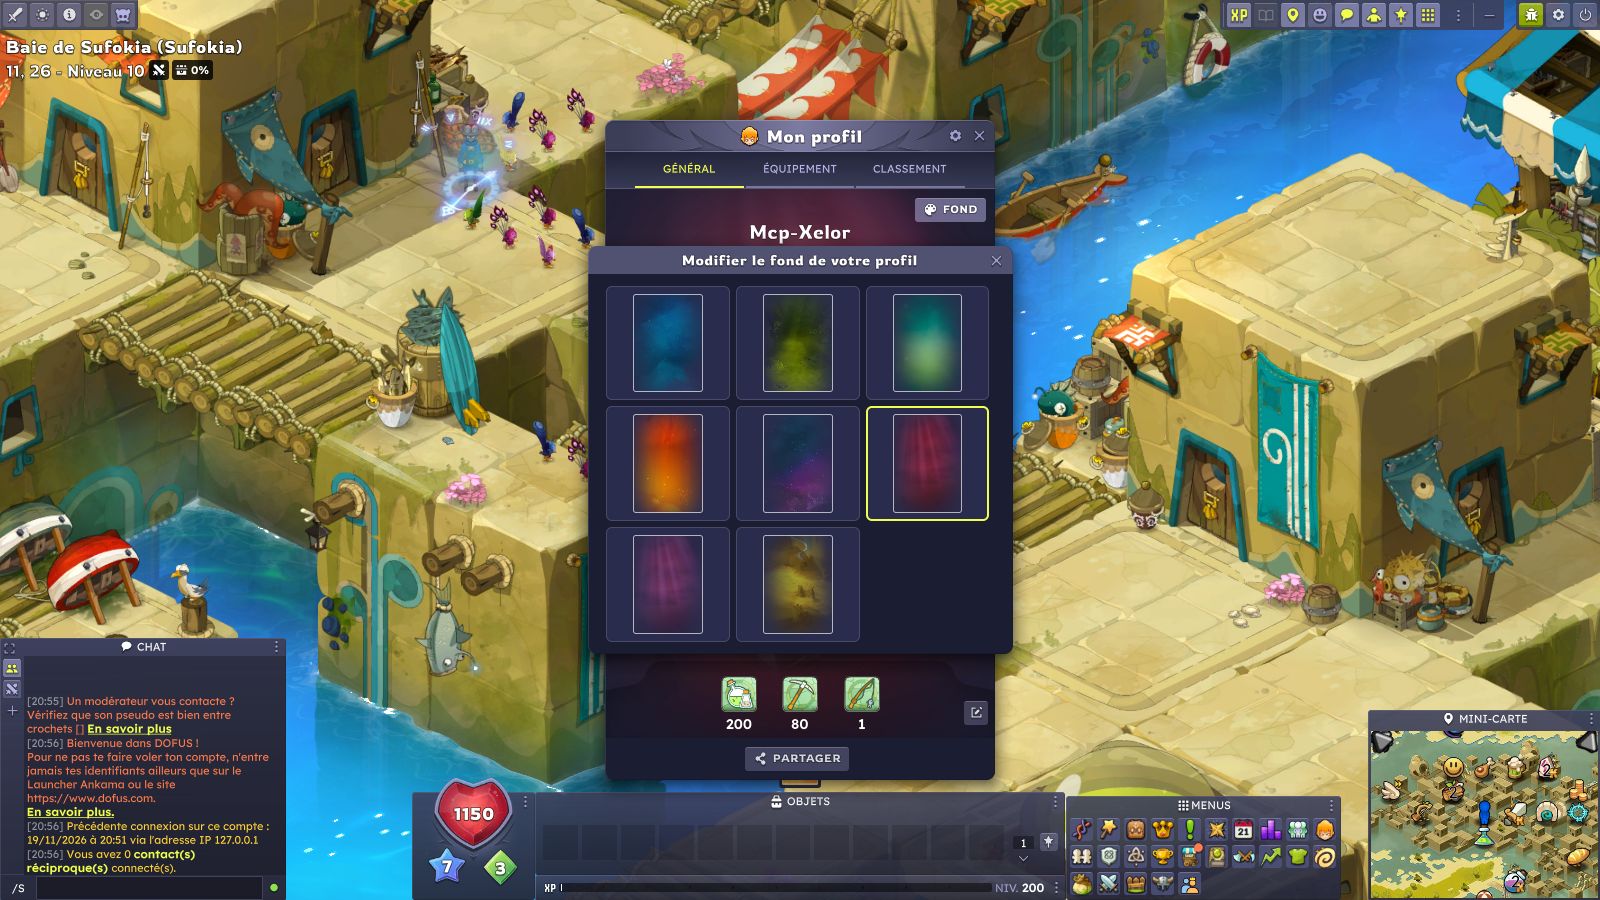 XP
Baie de Sufokia (Sufokia)
11, 26 - Niveau 10
0%
Mon profil
GÉNÉRAL
ÉQUIPEMENT
CLASSEMENT
FOND
Mcp-Xelor
Modifier le fond de votre profil
200
80
1
PARTAGER
CHAT
[20:55] Un modérateur vous contacte ?
Vérifiez que son pseudo est bien entre
crochets [] En savoir plus
[20:56] Bienvenue dans DOFUS !
Pour ne pas te faire voler ton compte, n'entre
jamais tes identifiants ailleurs que sur le
Launcher Ankama ou le site
https://www.dofus.com.
En savoir plus.
[20:56] Précédente connexion sur ce compte :
19/11/2026 à 20:51 via l'adresse IP 127.0.0.1
[20:56] Vous avez 0 contact(s)
réciproque(s) connecté(s).
/S
1150
7
3
OBJETS
1
XP
NIV. 200
MENUS
21
MINI-CARTE
2
2
2